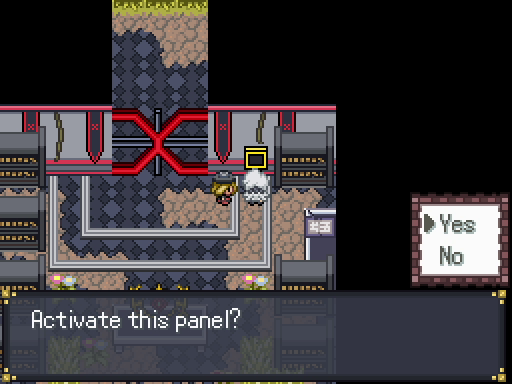 Yes
No
Activate this panel?